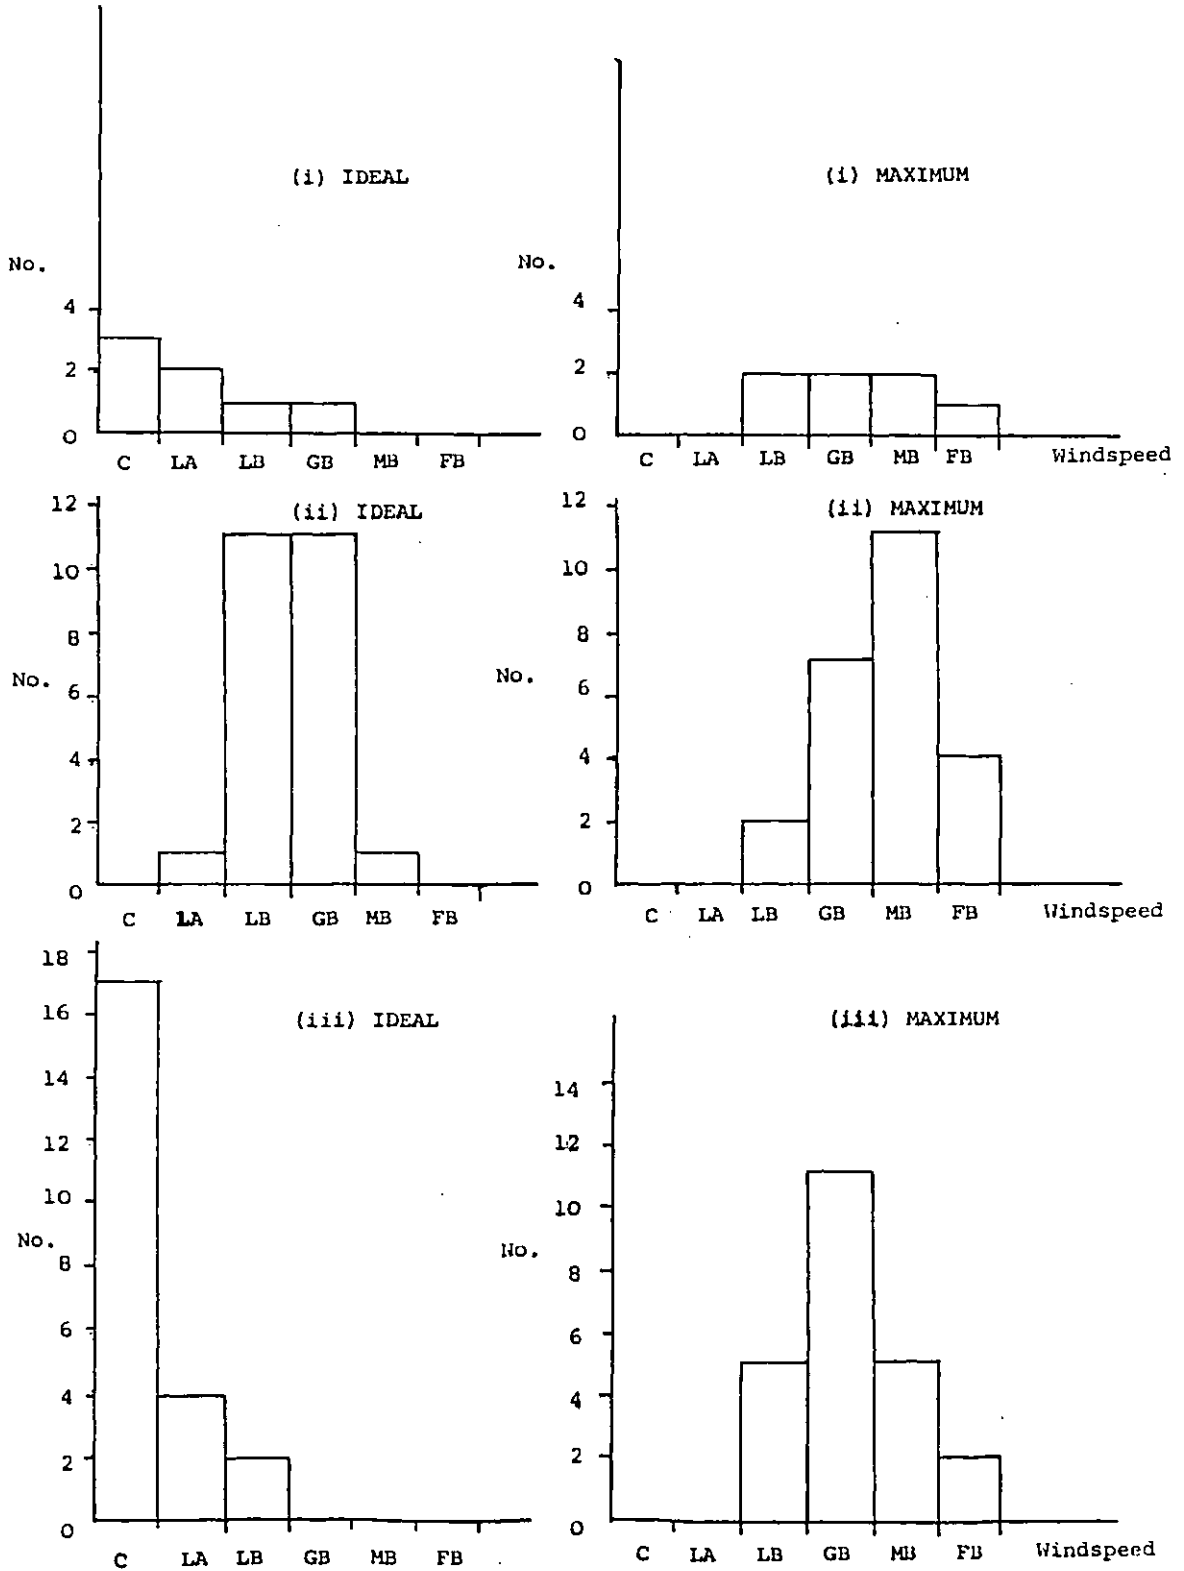 (i) IDEAL
No.
4
2
0
C LA LB GB MB FB
(i) MAXIMUM
No.
4
2
0
C LA LB GB MB FB Windspeed
(ii) IDEAL
12
10
8
No.
6
4
2
0
C LA LB GB MB FB
(ii) MAXIMUM
12
10
8
No.
6
4
2
0
C LA LB GB MB FB Windspeed
(iii) IDEAL
18
16
14
12
10
No.
8
6
4
2
0
C LA LB GB MB FB
(iii) MAXIMUM
14
12
10
No.
8
6
4
2
0
C LA LB GB MB FB Windspeed